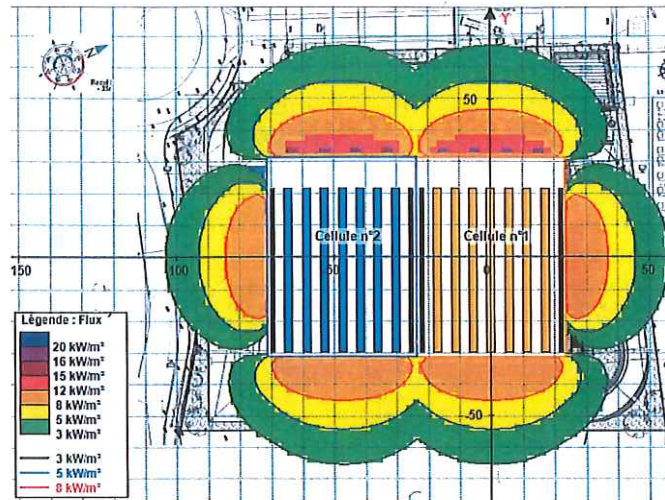 Y
50
Cellule n°2
Cellule n°1
150
100
50
0
50
-50
Légende : Flux
20 kW/m²
16 kW/m²
15 kW/m²
12 kW/m²
8 kW/m²
5 kW/m²
3 kW/m²
3 kW/m²
5 kW/m²
8 kW/m²